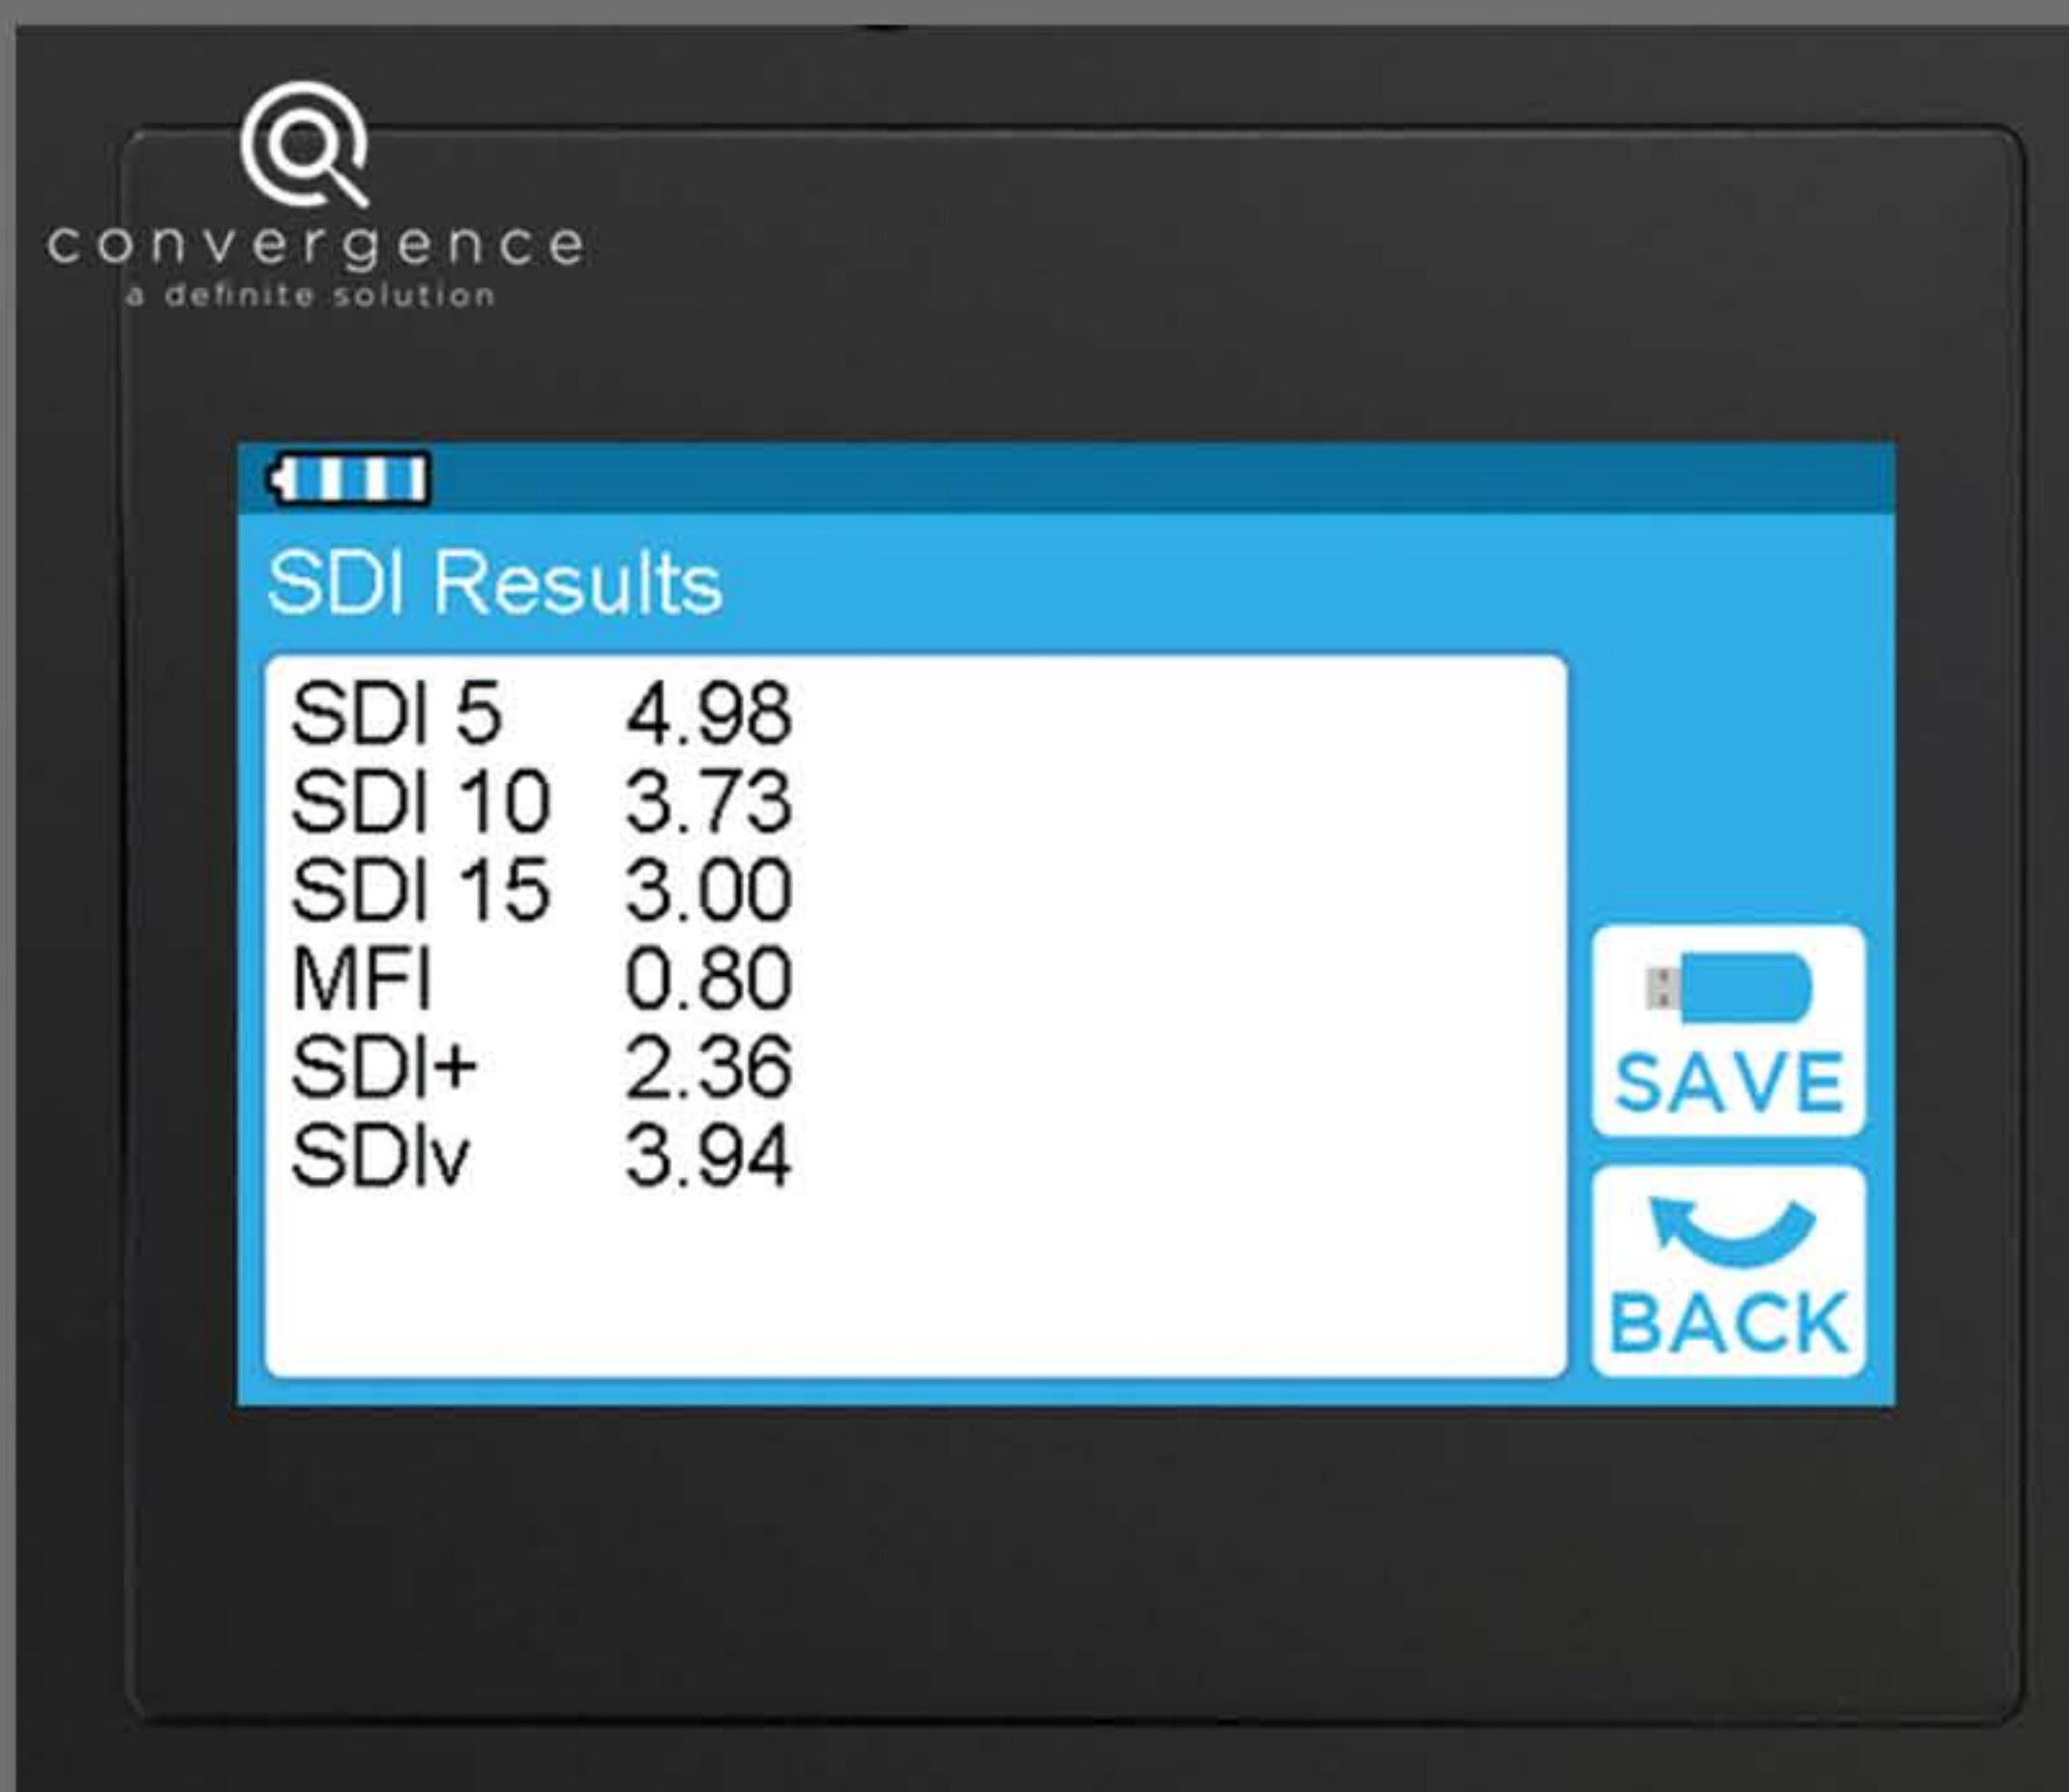 convergence
a definite solution
SDI Results
SDI 5 4.98
SDI 10 3.73
SDI 15 3.00
MFI 0.80
SDI+ 2.36
SDIv 3.94
SAVE
BACK